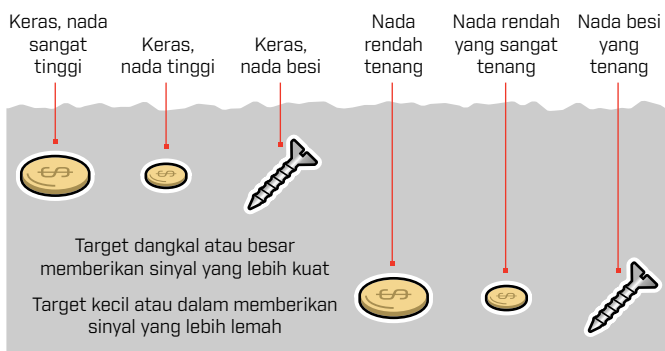 Keras, nada
sangat
tinggi
Keras,
nada tinggi
Keras,
nada besi
Nada
rendah
tenang
Nada rendah
yang sangat
tenang
Nada besi
yang
tenang
Target dangkal atau besar
memberikan sinyal yang lebih kuat
Target kecil atau dalam memberikan
sinyal yang lebih lemah